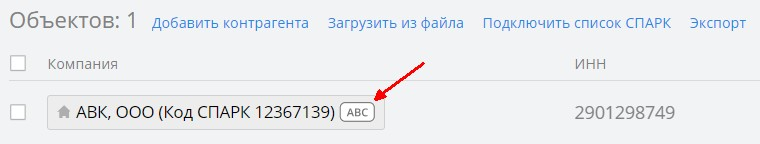 Объектов: 1 Добавить контрагента Загрузить из файла Подключить список СПАРК Экспорт
Компания ИНН
АВК, ООО (Код СПАРК 12367139) ABC 2901298749